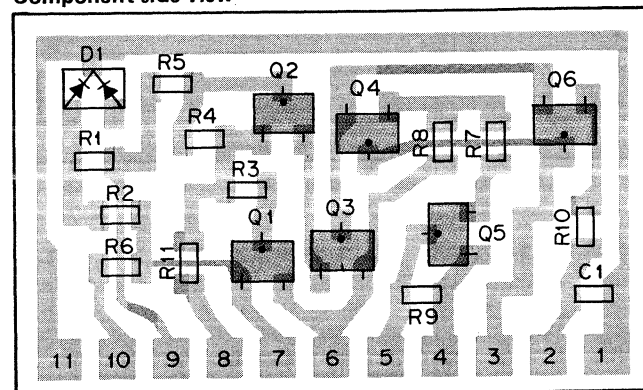 Component side view
D1
R5
Q2
Q4
Q6
R4
R8
R7
R1
R3
R2
Q1
Q3
Q5
R10
R6
R11
C1
R9
11 10 9 8 7 6 5 4 3 2 1